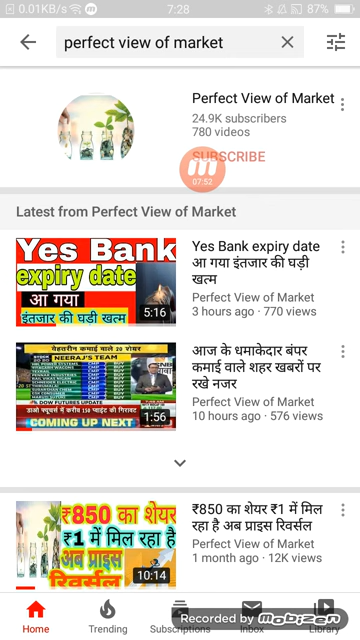 0.01KB/s
7:28
87%
perfect view of market
Perfect View of Market
24.9K subscribers
780 videos
SUBSCRIBE
07:52
Latest from Perfect View of Market
Yes Bank
expiry date
आ गया
इंतजार की घड़ी खत्म
5:16
Yes Bank expiry date
आ गया इंतजार की घड़ी
खत्म
Perfect View of Market
3 hours ago · 770 views
बेहतरीन कमाई वाले 20 शेयर
NEERAJ'S TEAM
COMING UP NEXT
1:56
आज के धमाकेदार बंपर
कमाई वाले शहर खबरों पर
रखे नजर
Perfect View of Market
10 hours ago · 576 views
₹850 का शेयर
₹1 में मिल
रहा है
अब प्राइस
रिवर्सल
10:14
₹850 का शेयर ₹1 में मिल
रहा है अब प्राइस रिवर्सल
Perfect View of Market
1 month ago · 12K views
Home
Trending
Subscriptions
Inbox
Library
Recorded by Mobizen